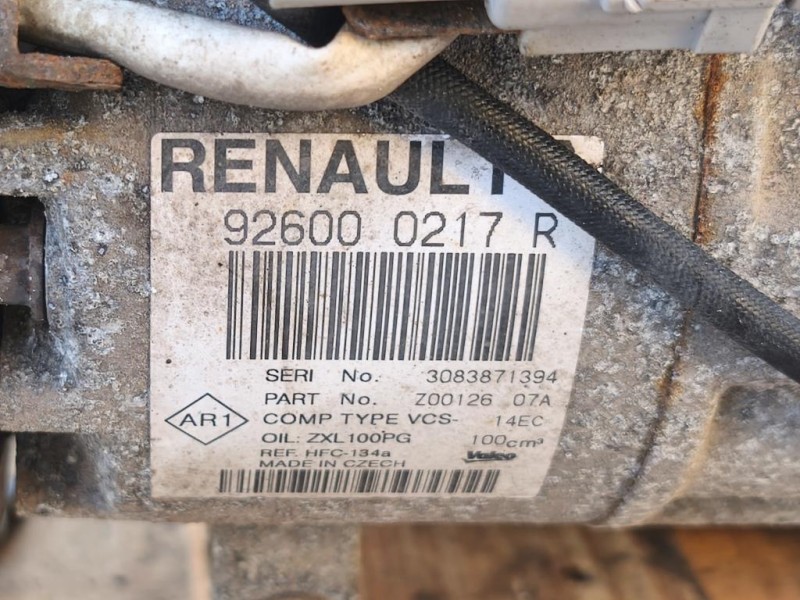 RENAULT
92600 0217 R
SERI No. 3083871394
PART No. Z00126 07A
AR1
COMP TYPE VCS- 14EC
OIL: ZXL100PG 100cm³
REF. HFC-134a Valeo
MADE IN CZECH